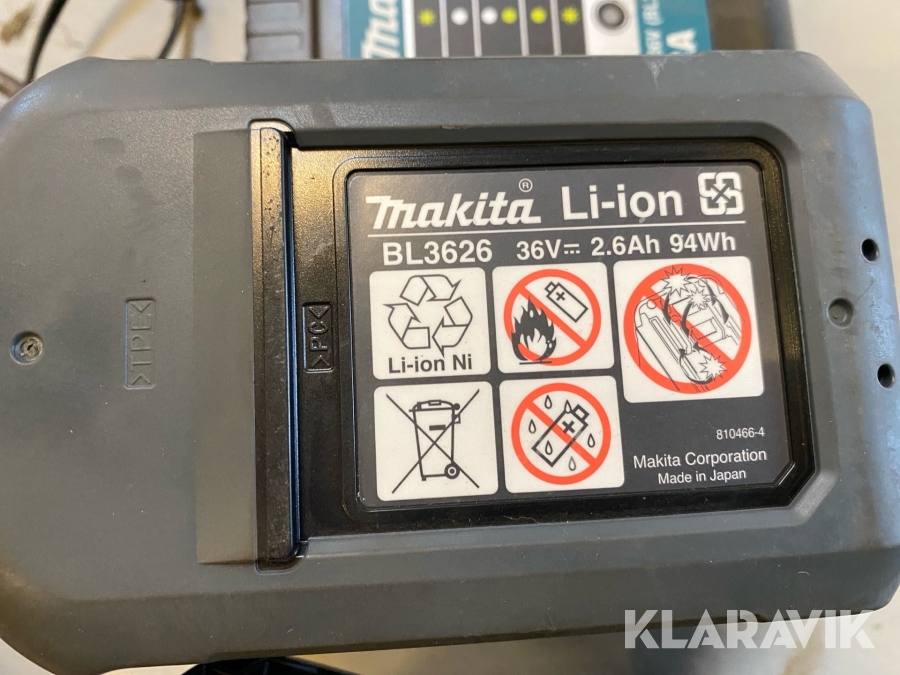 Makita® Li-ion
BL3626 36V 2.6Ah 94Wh
Li-ion Ni
810466-4
Makita Corporation
Made in Japan
>PC<
>TPE<
KLARAVIK